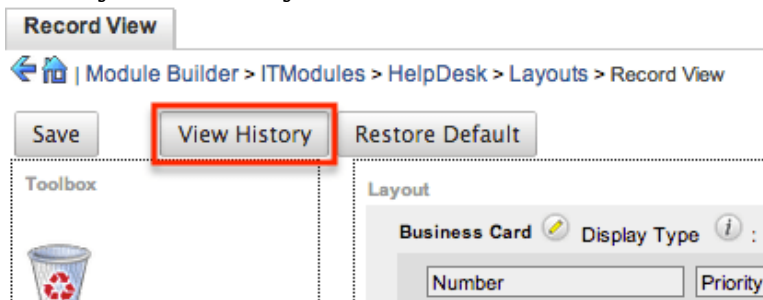 Record View
| Module Builder > ITModules > HelpDesk > Layouts > Record View
Save View History Restore Default
Toolbox
Layout
Business Card Display Type i :
Number Priority